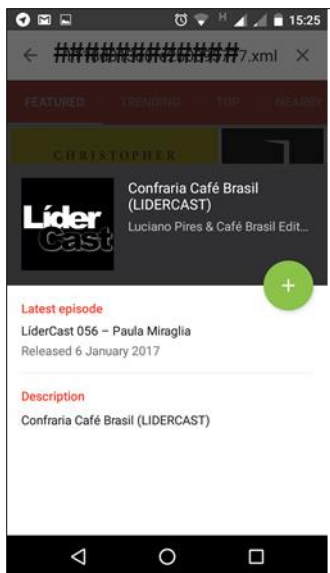 H 15:25
############7.xml
FEATURED TRENDING TOP NEARBY
CHRISTOPHER
Líder
Cast
Confraria Café Brasil
(LIDERCAST)
Luciano Pires & Café Brasil Edit...
+
Latest episode
LíderCast 056 – Paula Miraglia
Released 6 January 2017
Description
Confraria Café Brasil (LIDERCAST)